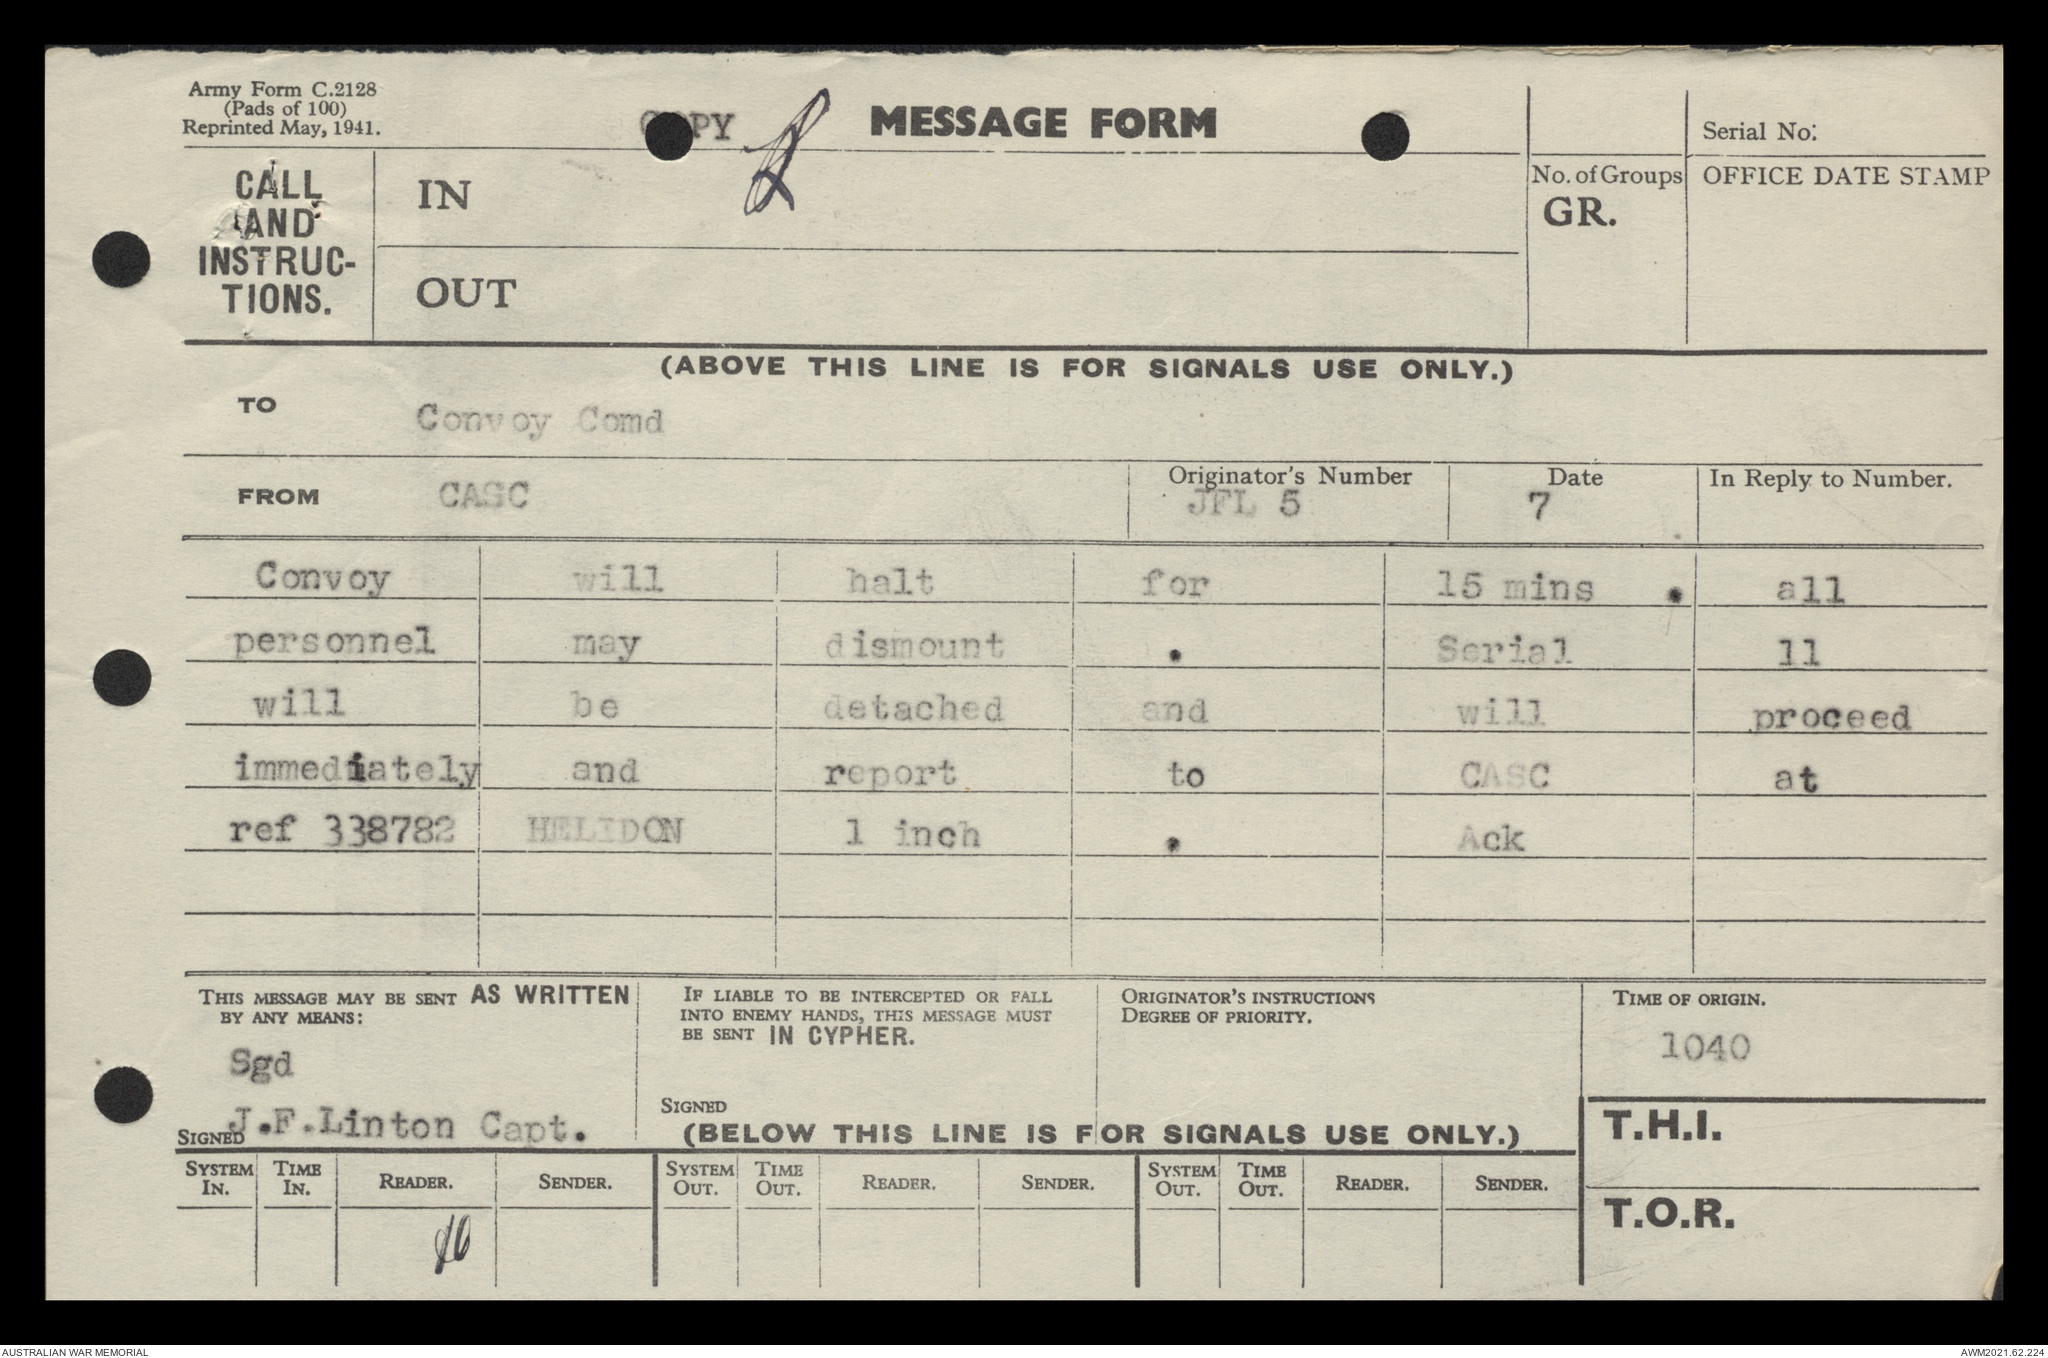 Army Form C.2128
(Pads of 100)
Reprinted May, 1941.
COPY
MESSAGE FORM
Serial No:
CALL
AND
INSTRUC-
TIONS.
IN
OUT
No. of Groups
GR.
OFFICE DATE STAMP
(ABOVE THIS LINE IS FOR SIGNALS USE ONLY.)
TO Convoy Comd
FROM CASC
Originator's Number
JFL 5
Date
7
In Reply to Number.
Convoy will halt for 15 mins . all
personnel may dismount . Serial 11
will be detached and will proceed
immediately and report to CASC at
ref 338782 HELIDON 1 inch . Ack
THIS MESSAGE MAY BE SENT AS WRITTEN
BY ANY MEANS:
Sgd
J.F.Linton Capt.
SIGNED
IF LIABLE TO BE INTERCEPTED OR FALL
INTO ENEMY HANDS, THIS MESSAGE MUST
BE SENT IN CYPHER.
SIGNED
ORIGINATOR'S INSTRUCTIONS
DEGREE OF PRIORITY.
TIME OF ORIGIN.
1040
(BELOW THIS LINE IS FOR SIGNALS USE ONLY.)
T.H.I.
T.O.R.
SYSTEM IN. TIME IN. READER. SENDER. SYSTEM OUT. TIME OUT. READER. SENDER. SYSTEM OUT. TIME OUT. READER. SENDER.
AUSTRALIAN WAR MEMORIAL
AWM2021.62.224